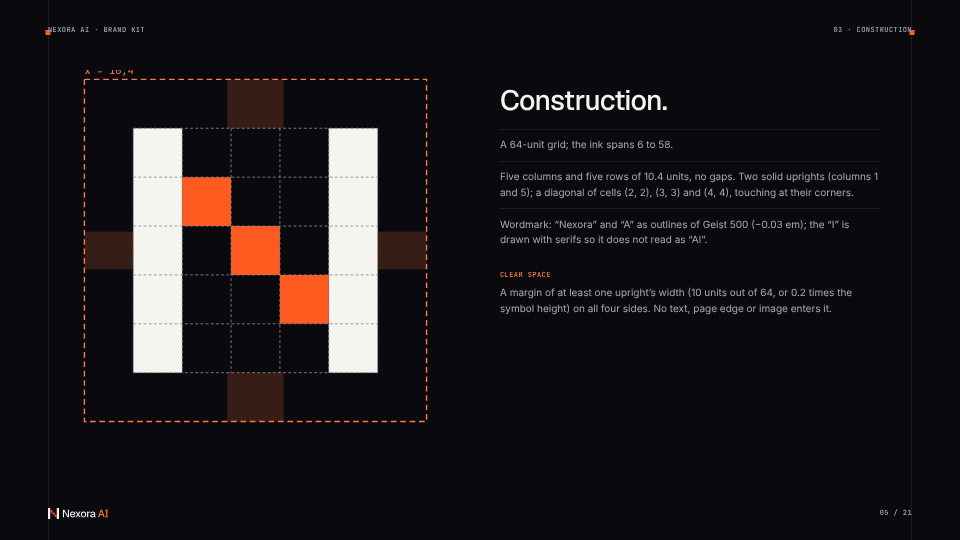 NEXORA AI · BRAND KIT
03 · CONSTRUCTION
Construction.
A 64-unit grid; the ink spans 6 to 58.
Five columns and five rows of 10.4 units, no gaps. Two solid uprights (columns 1
and 5); a diagonal of cells (2, 2), (3, 3) and (4, 4), touching at their corners.
Wordmark: “Nexora” and “A” as outlines of Geist 500 (−0.03 em); the “I” is
drawn with serifs so it does not read as “Al”.
CLEAR SPACE
A margin of at least one upright’s width (10 units out of 64, or 0.2 times the
symbol height) on all four sides. No text, page edge or image enters it.
Nexora AI
05 / 21